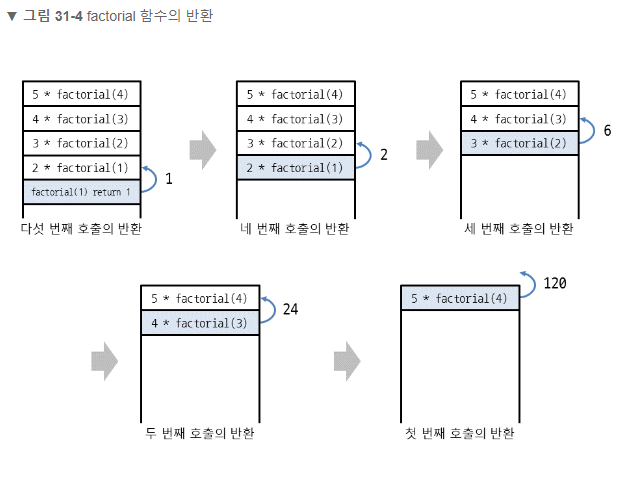 ▼ 그림 31-4 factorial 함수의 반환
5 * factorial(4)
4 * factorial(3)
3 * factorial(2)
2 * factorial(1)
factorial(1) return 1
1
다섯 번째 호출의 반환
5 * factorial(4)
4 * factorial(3)
3 * factorial(2)
2 * factorial(1)
2
네 번째 호출의 반환
5 * factorial(4)
4 * factorial(3)
3 * factorial(2)
6
세 번째 호출의 반환
5 * factorial(4)
4 * factorial(3)
24
두 번째 호출의 반환
5 * factorial(4)
120
첫 번째 호출의 반환